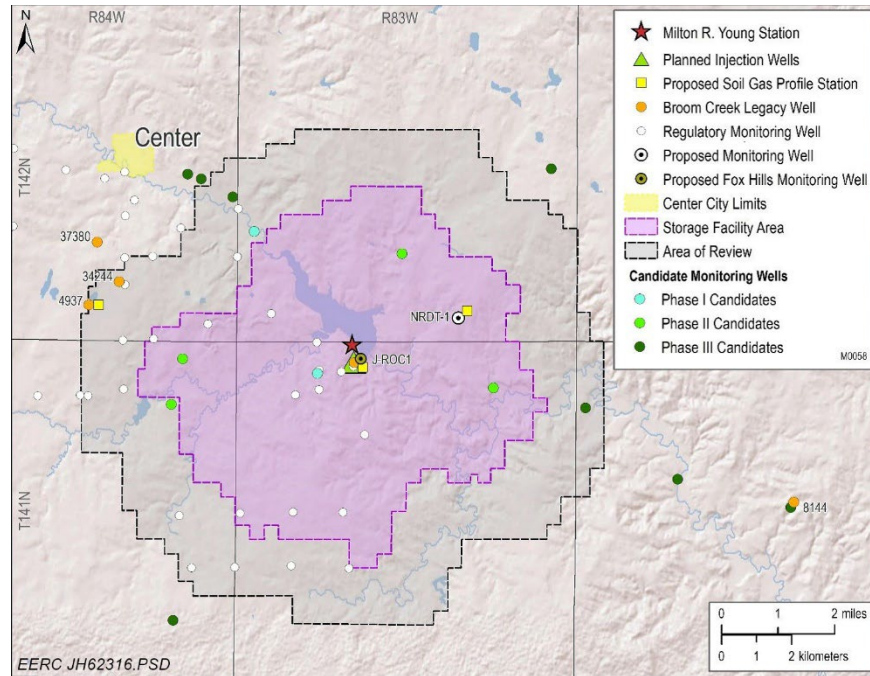 R84W
R83W
N
Milton R. Young Station
Planned Injection Wells
Proposed Soil Gas Profile Station
Broom Creek Legacy Well
Regulatory Monitoring Well
Proposed Monitoring Well
Proposed Fox Hills Monitoring Well
Center City Limits
Storage Facility Area
Area of Review
Candidate Monitoring Wells
Phase I Candidates
Phase II Candidates
Phase III Candidates
M0058
Center
T142N
37380
34244
4937
NRDT-1
J-ROC1
T141N
8144
0 1 2 miles
0 1 2 kilometers
EERC JH62316.PSD